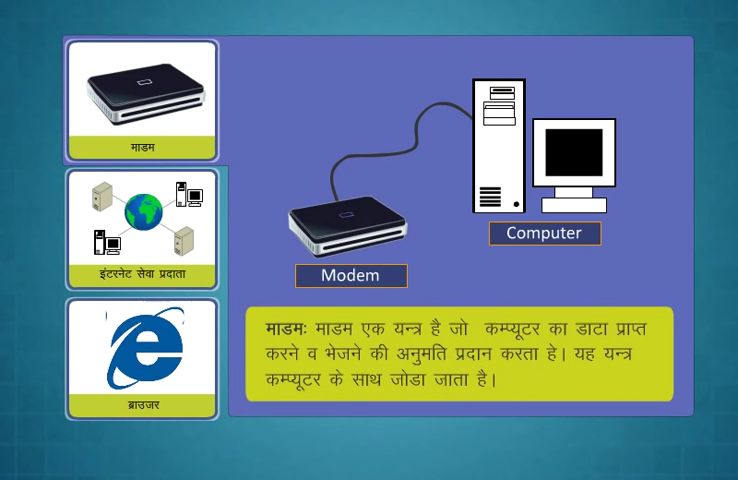 माडम
इंटरनेट सेवा प्रदाता
ब्राउजर
Computer
Modem
माडमः माडम एक यन्त्र है जो कम्प्यूटर का डाटा प्राप्त
करने व भेजने की अनुमति प्रदान करता हे। यह यन्त्र
कम्प्यूटर के साथ जोडा जाता है।